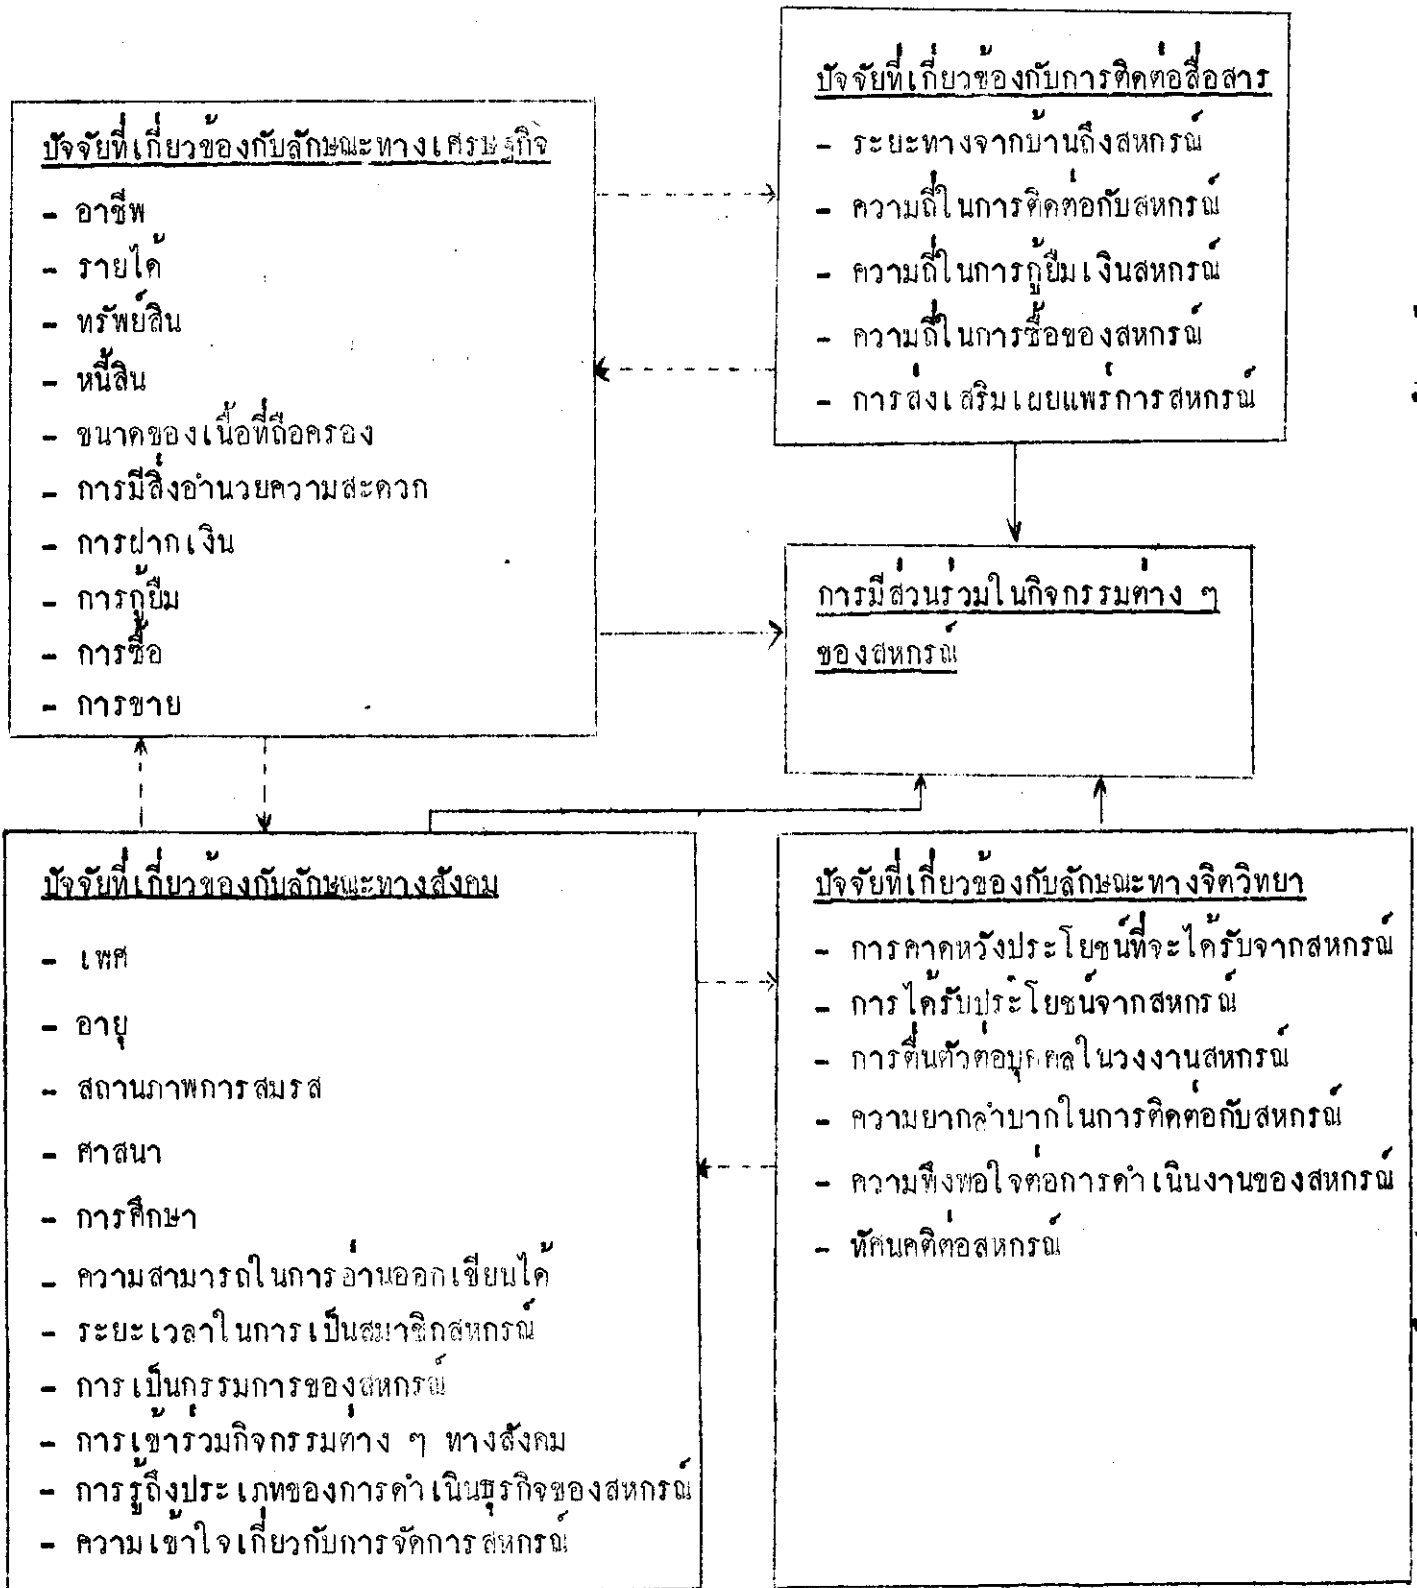 ปัจจัยที่เกี่ยวข้องกับลักษณะทางเศรษฐกิจ
- อาชีพ
- รายได้
- ทรัพย์สิน
- หนี้สิน
- ขนาดของเนื้อที่ถือครอง
- การมีสิ่งอำนวยความสะดวก
- การฝากเงิน
- การกู้ยืม
- การซื้อ
- การขาย
ปัจจัยที่เกี่ยวข้องกับการติดต่อสื่อสาร
- ระยะทางจากบ้านถึงสหกรณ์
- ความถี่ในการติดต่อกับสหกรณ์
- ความถี่ในการกู้ยืมเงินสหกรณ์
- ความถี่ในการซื้อของสหกรณ์
- การส่งเสริมเผยแพร่การสหกรณ์
การมีส่วนร่วมในกิจกรรมต่าง ๆ
ของสหกรณ์
ปัจจัยที่เกี่ยวข้องกับลักษณะทางสังคม
- เพศ
- อายุ
- สถานภาพการสมรส
- ศาสนา
- การศึกษา
- ความสามารถในการอ่านออกเขียนได้
- ระยะเวลาในการเป็นสมาชิกสหกรณ์
- การเป็นกรรมการของสหกรณ์
- การเข้าร่วมกิจกรรมต่าง ๆ ทางสังคม
- การรู้ถึงประเภทของการดำเนินธุรกิจของสหกรณ์
- ความเข้าใจเกี่ยวกับการจัดการสหกรณ์
ปัจจัยที่เกี่ยวข้องกับลักษณะทางจิตวิทยา
- การคาดหวังประโยชน์ที่จะได้รับจากสหกรณ์
- การได้รับประโยชน์จากสหกรณ์
- การตื่นตัวต่อบุคคลในวงงานสหกรณ์
- ความยากลำบากในการติดต่อกับสหกรณ์
- ความพึงพอใจต่อการดำเนินงานของสหกรณ์
- ทัศนคติต่อสหกรณ์